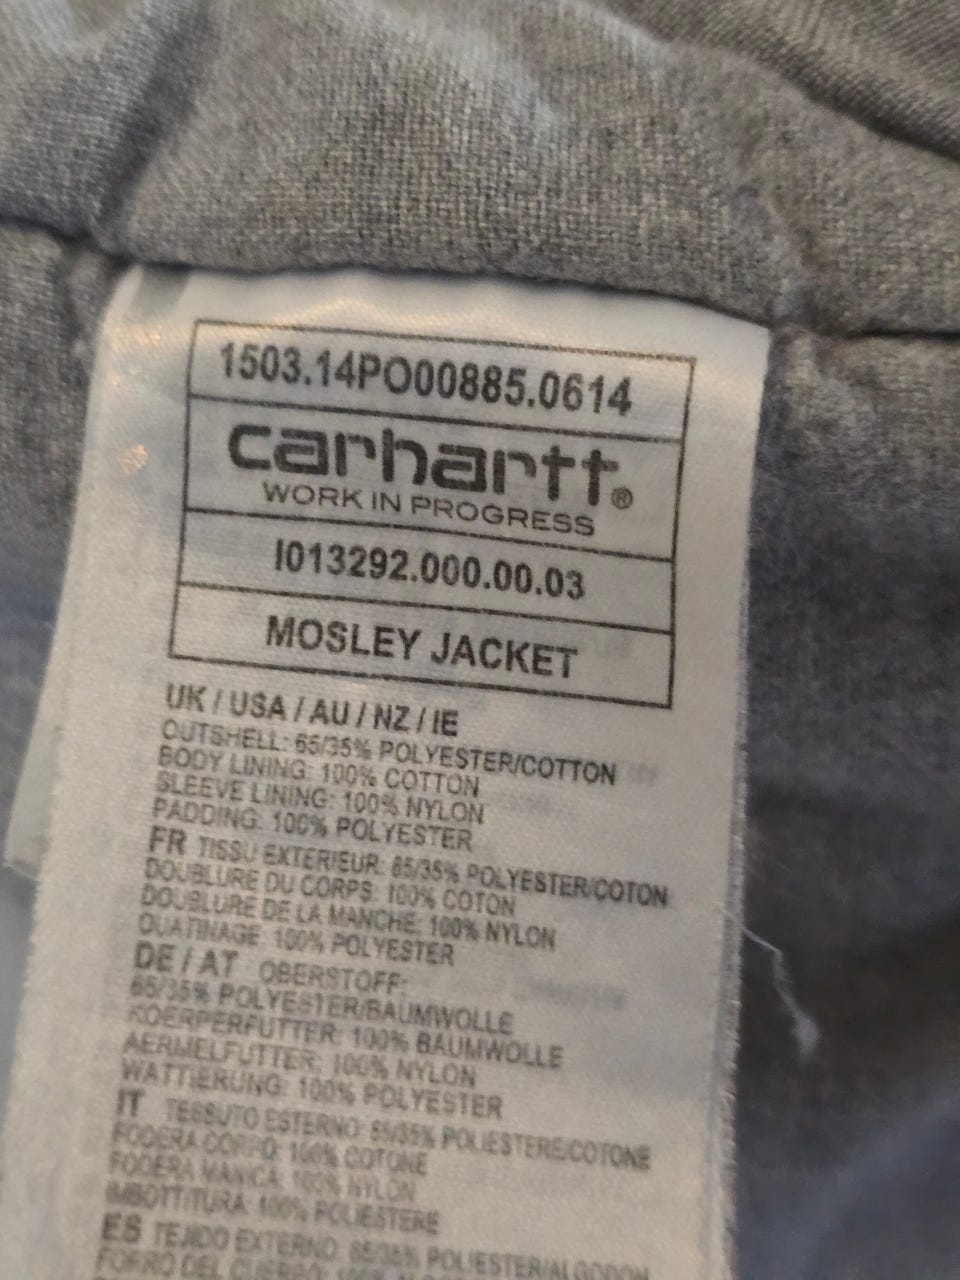 1503.14PO00885.0614
carhartt®
WORK IN PROGRESS
I013292.000.00.03
MOSLEY JACKET
UK / USA / AU / NZ / IE
OUTSHELL: 65/35% POLYESTER/COTTON
BODY LINING: 100% COTTON
SLEEVE LINING: 100% NYLON
PADDING: 100% POLYESTER
FR TISSU EXTERIEUR: 65/35% POLYESTER/COTON
DOUBLURE DU CORPS: 100% COTON
DOUBLURE DE LA MANCHE: 100% NYLON
OUATINAGE: 100% POLYESTER
DE / AT OBERSTOFF:
65/35% POLYESTER/BAUMWOLLE
KOERPERFUTTER: 100% BAUMWOLLE
AERMELFUTTER: 100% NYLON
WATTIERUNG: 100% POLYESTER
IT TESSUTO ESTERNO: 65/35% POLIESTERE/COTONE
FODERA CORPO: 100% COTONE
FODERA MANICA: 100% NYLON
IMBOTTITURA: 100% POLIESTERE
ES TEJIDO EXTERNO: 65/35% POLIESTER/ALGODON
FORRO DEL CUERPO: 100%